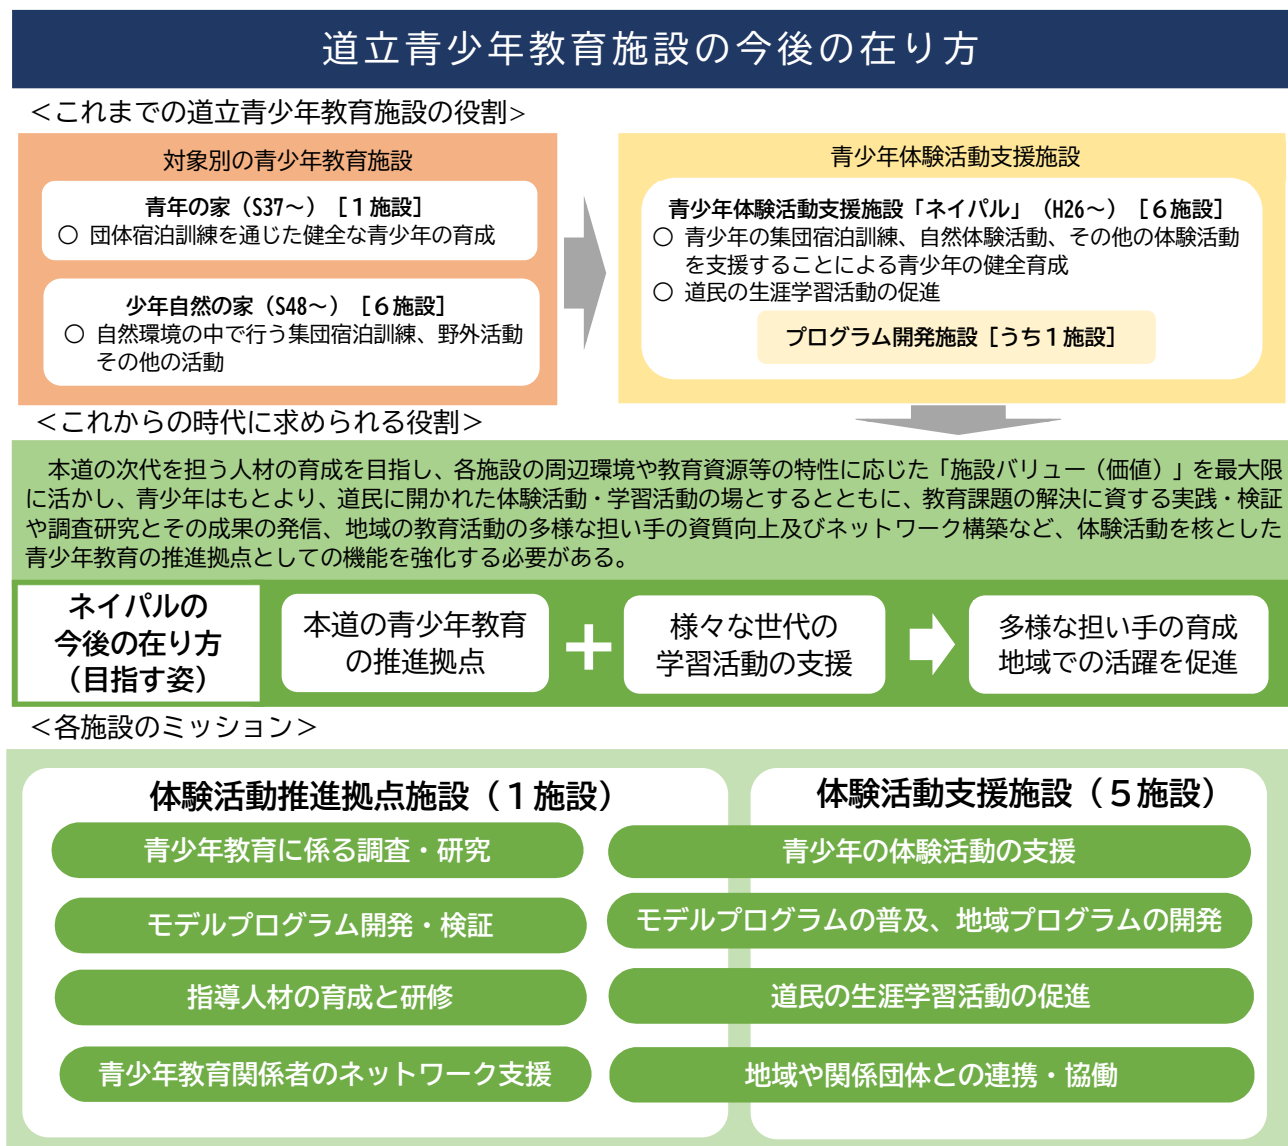 道立青少年教育施設の今後の在り方
＜これまでの道立青少年教育施設の役割＞
対象別の青少年教育施設
青年の家（S37～）［１施設］
○ 団体宿泊訓練を通じた健全な青少年の育成
少年自然の家（S48～）［６施設］
○ 自然環境の中で行う集団宿泊訓練、野外活動
その他の活動
青少年体験活動支援施設
青少年体験活動支援施設「ネイパル」（H26～）［６施設］
○ 青少年の集団宿泊訓練、自然体験活動、その他の体験活動
を支援することによる青少年の健全育成
○ 道民の生涯学習活動の促進
プログラム開発施設［うち１施設］
＜これからの時代に求められる役割＞
本道の次代を担う人材の育成を目指し、各施設の周辺環境や教育資源等の特性に応じた「施設バリュー（価値）」を最大限
に活かし、青少年はもとより、道民に開かれた体験活動・学習活動の場とするとともに、教育課題の解決に資する実践・検証
や調査研究とその成果の発信、地域の教育活動の多様な担い手の資質向上及びネットワーク構築など、体験活動を核とした
青少年教育の推進拠点としての機能を強化する必要がある。
ネイパルの
今後の在り方
（目指す姿）
本道の青少年教育
の推進拠点
＋
様々な世代の
学習活動の支援
多様な担い手の育成
地域での活躍を促進
＜各施設のミッション＞
体験活動推進拠点施設（１施設）
青少年教育に係る調査・研究
モデルプログラム開発・検証
指導人材の育成と研修
青少年教育関係者のネットワーク支援
体験活動支援施設（５施設）
青少年の体験活動の支援
モデルプログラムの普及、地域プログラムの開発
道民の生涯学習活動の促進
地域や関係団体との連携・協働